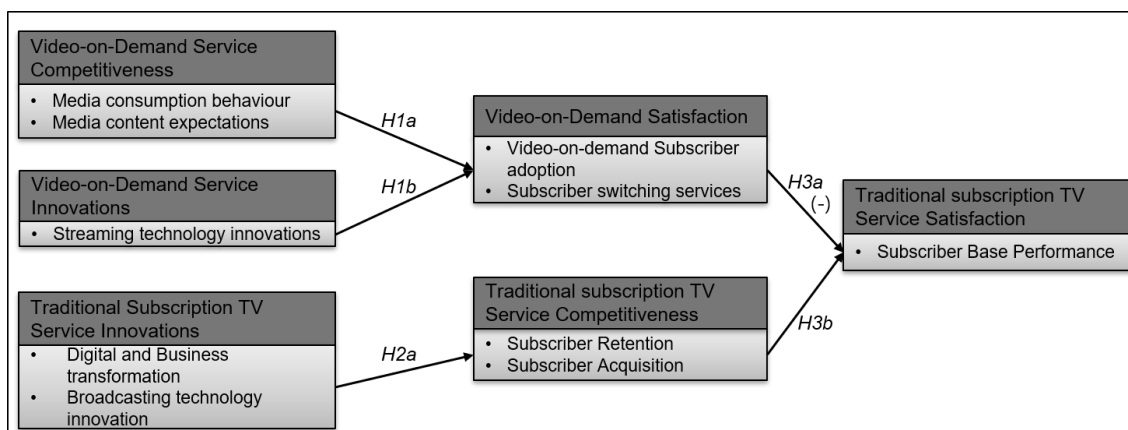 Video-on-Demand Service
Competitiveness
• Media consumption behaviour
• Media content expectations
H1a
Video-on-Demand Service
Innovations
• Streaming technology innovations
H1b
Traditional Subscription TV
Service Innovations
• Digital and Business
transformation
• Broadcasting technology
innovation
H2a
Video-on-Demand Satisfaction
• Video-on-demand Subscriber
adoption
• Subscriber switching services
H3a
(-)
Traditional subscription TV
Service Competitiveness
• Subscriber Retention
• Subscriber Acquisition
H3b
Traditional subscription TV
Service Satisfaction
• Subscriber Base Performance